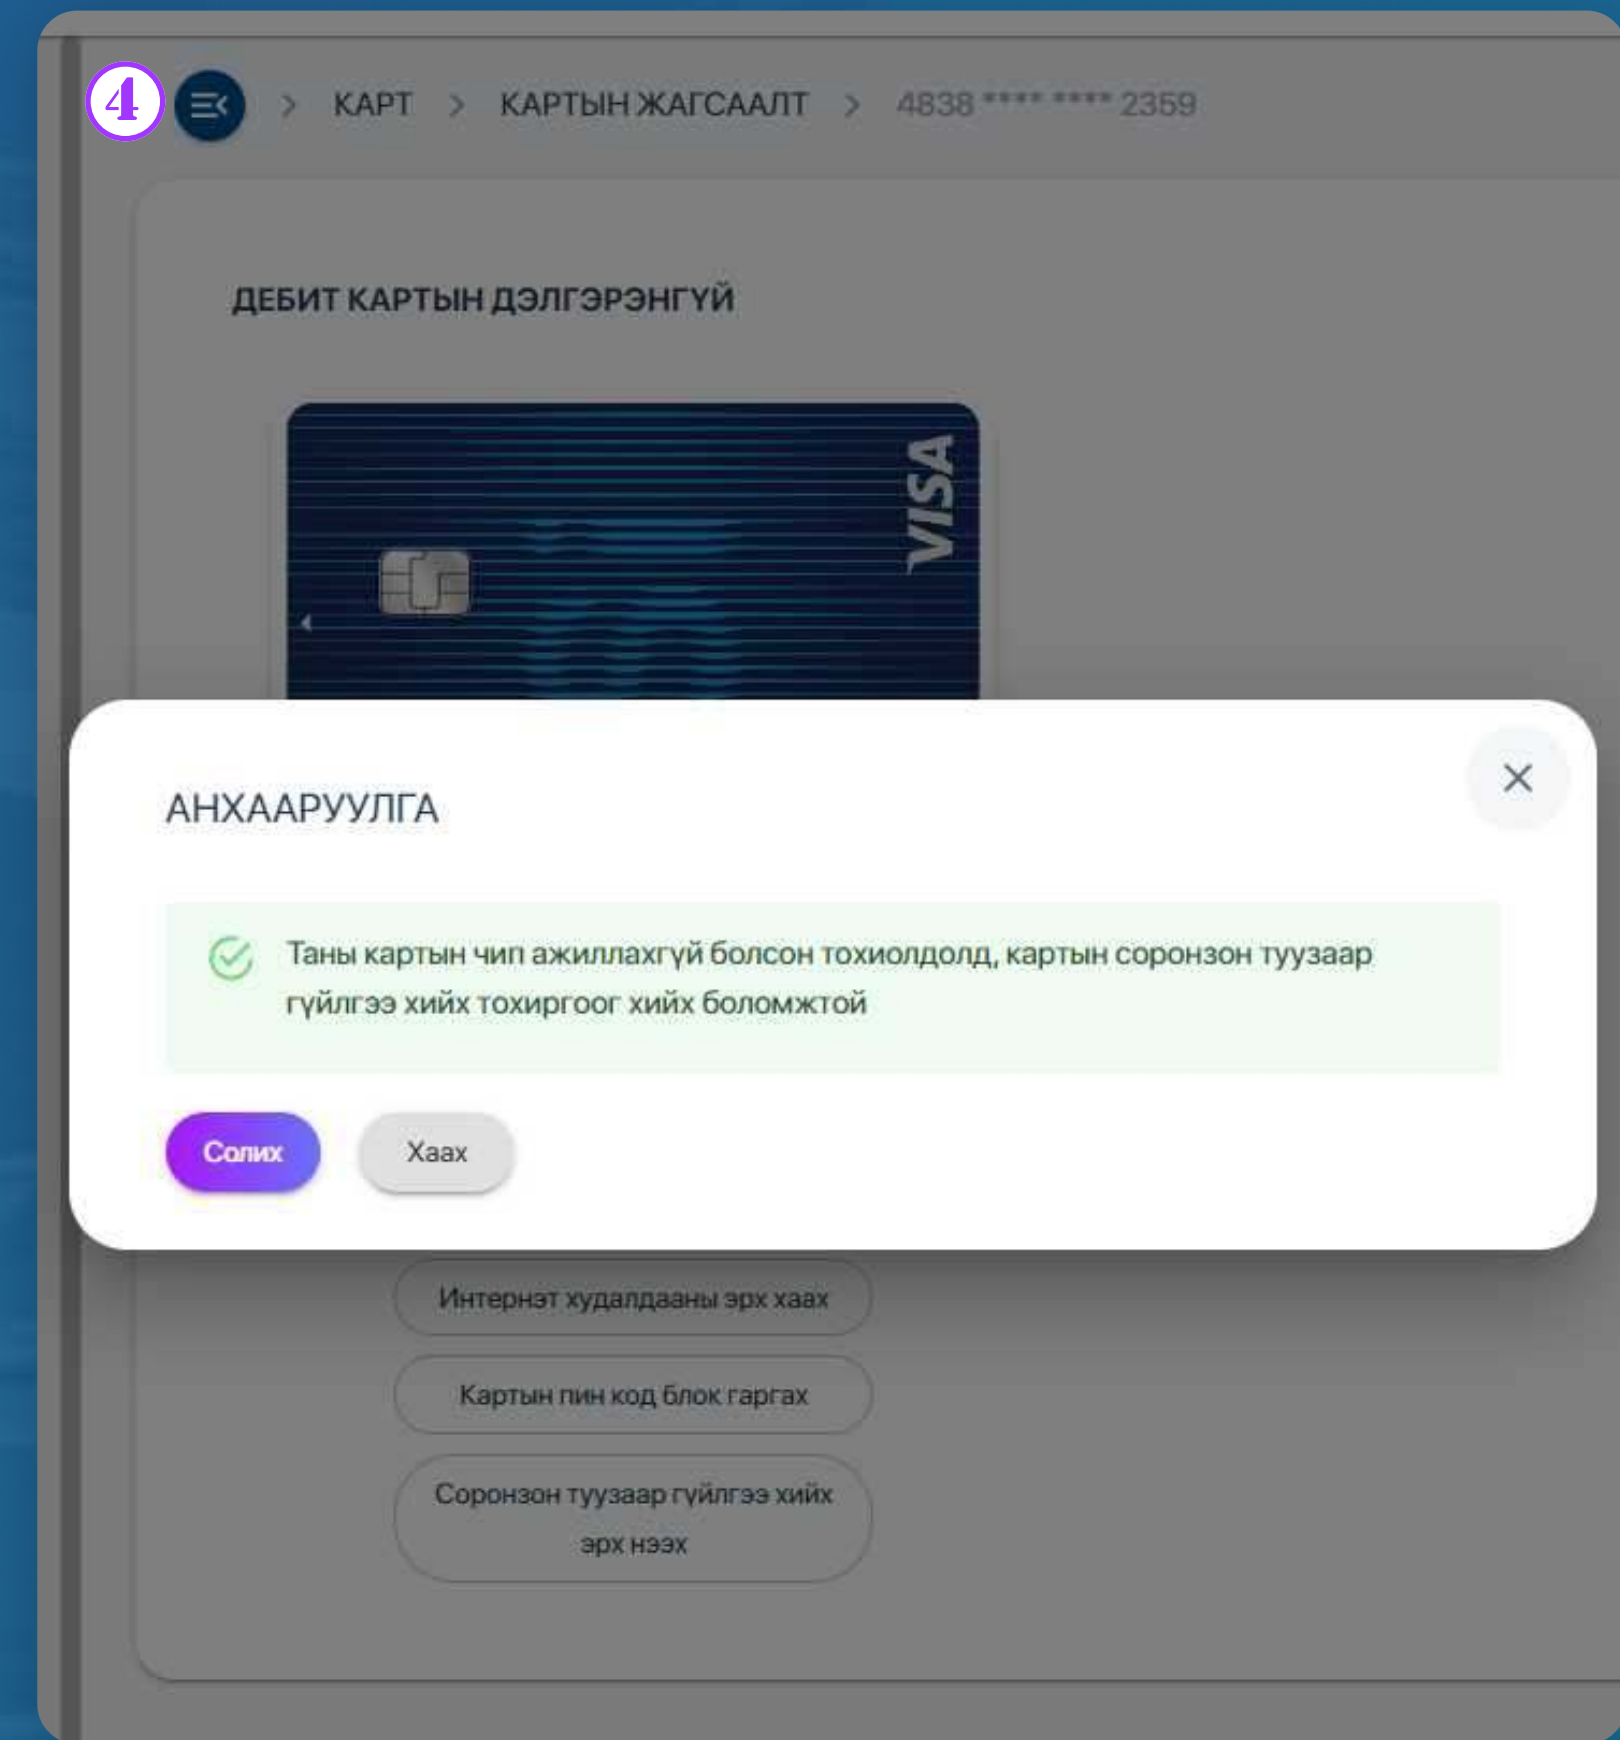 4 > КАРТ > КАРТЫН ЖАГСААЛТ > 4838 **** **** 2359
ДЕБИТ КАРТЫН ДЭЛГЭРЭНГҮЙ
VISA
АНХААРУУЛГА
Таны картын чип ажиллахгүй болсон тохиолдолд, картын соронзон туузаар
гүйлгээ хийх тохиргоог хийх боломжтой
Солих Хаах
Интернэт худалдааны эрх хаах
Картын пин код блок гаргах
Соронзон туузаар гүйлгээ хийх
эрх нээх